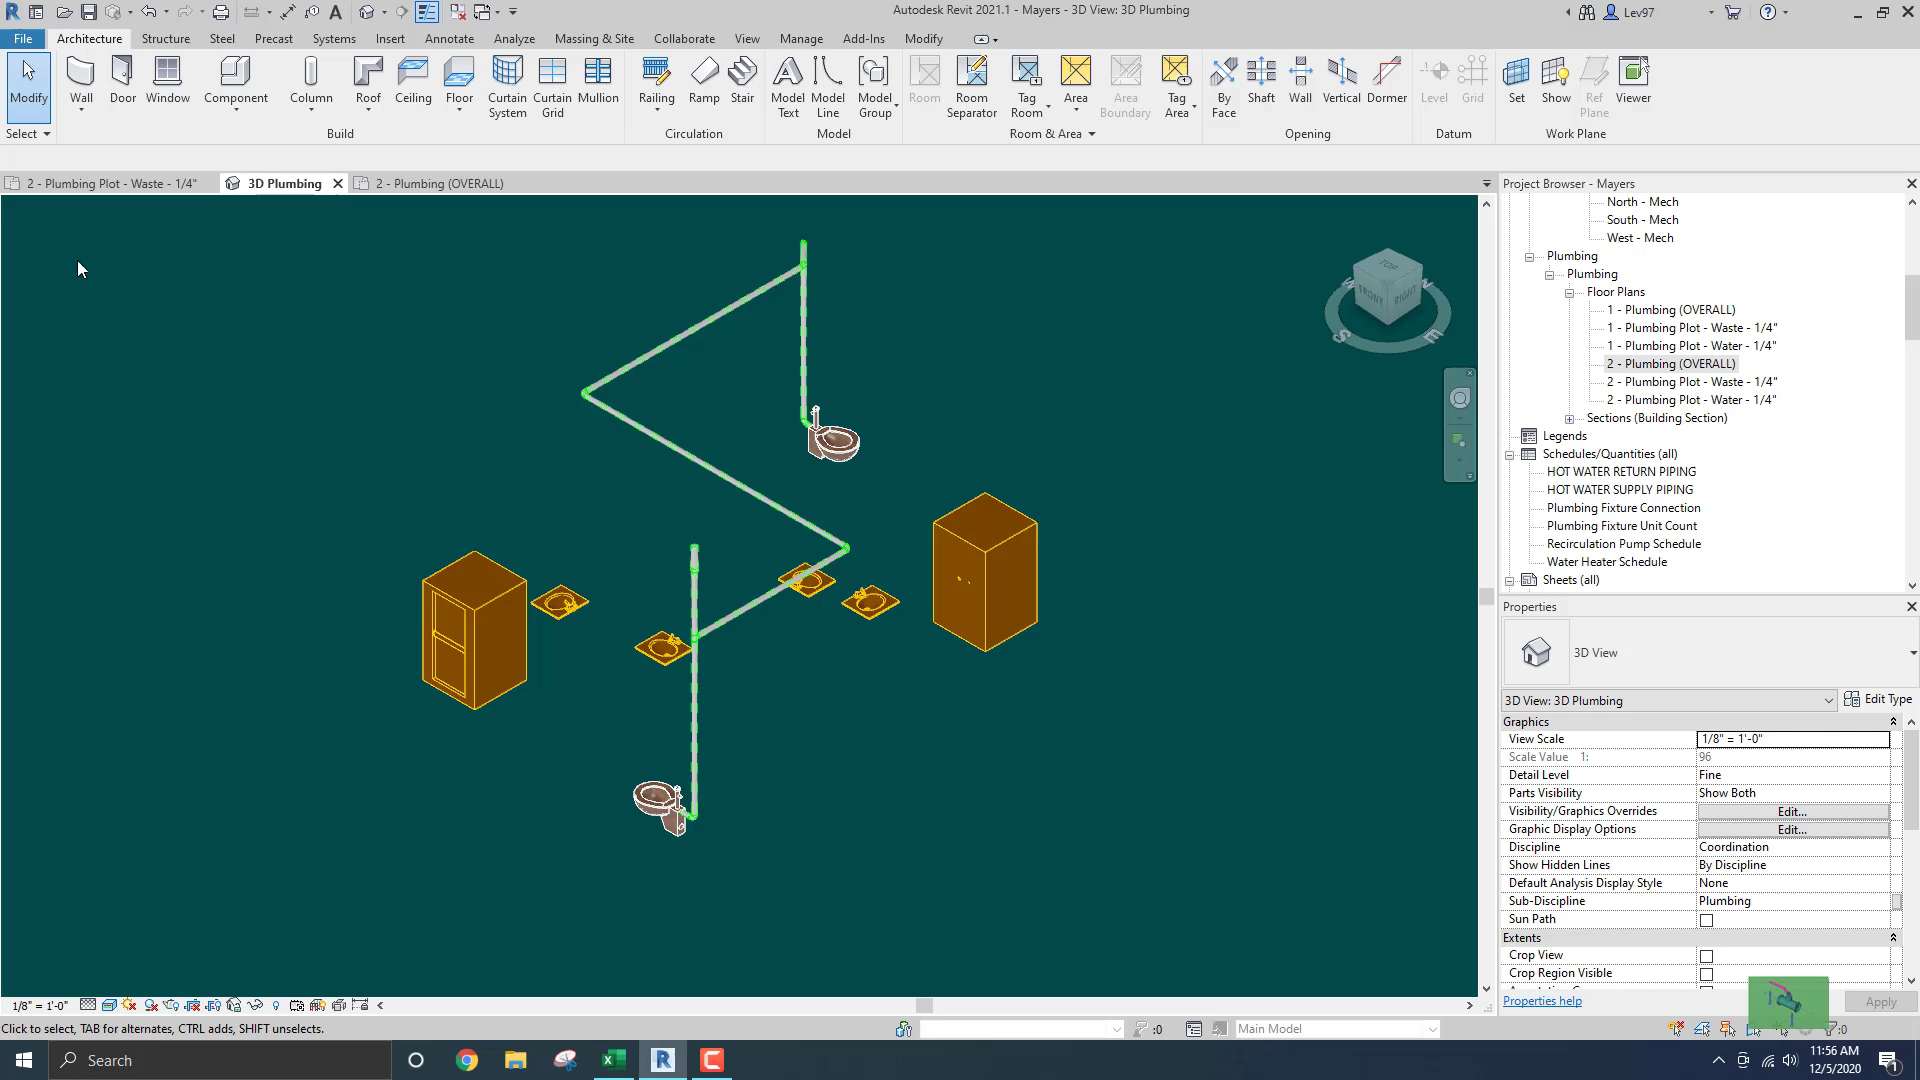 Autodesk Revit 2021.1 - Mayers - 3D View: 3D Plumbing
Lev97
File Architecture Structure Steel Precast Systems Insert Annotate Analyze Massing & Site Collaborate View Manage Add-Ins Modify
Modify Wall Door Window Component Column Roof Ceiling Floor Curtain System Curtain Grid Mullion Railing Ramp Stair Model Text Model Line Model Group Room Room Separator Tag Room Area Area Boundary Tag Area By Face Shaft Wall Vertical Dormer Level Grid Set Show Ref Plane Viewer
Select Build Circulation Model Room & Area Opening Datum Work Plane
2 - Plumbing Plot - Waste - 1/4" 3D Plumbing 2 - Plumbing (OVERALL)
TOP
FRONT RIGHT
S E
Project Browser - Mayers
North - Mech
South - Mech
West - Mech
Plumbing
Plumbing
Floor Plans
1 - Plumbing (OVERALL)
1 - Plumbing Plot - Waste - 1/4"
1 - Plumbing Plot - Water - 1/4"
2 - Plumbing (OVERALL)
2 - Plumbing Plot - Waste - 1/4"
2 - Plumbing Plot - Water - 1/4"
Sections (Building Section)
Legends
Schedules/Quantities (all)
HOT WATER RETURN PIPING
HOT WATER SUPPLY PIPING
Plumbing Fixture Connection
Plumbing Fixture Unit Count
Recirculation Pump Schedule
Water Heater Schedule
Sheets (all)
Properties
3D View
3D View: 3D Plumbing Edit Type
Graphics
View Scale 1/8" = 1'-0"
Scale Value 1: 96
Detail Level Fine
Parts Visibility Show Both
Visibility/Graphics Overrides Edit...
Graphic Display Options Edit...
Discipline Coordination
Show Hidden Lines By Discipline
Default Analysis Display Style None
Sub-Discipline Plumbing
Sun Path
Extents
Crop View
Crop Region Visible
Properties help Apply
1/8" = 1'-0"
Click to select, TAB for alternates, CTRL adds, SHIFT unselects. :0 Main Model :0
Search
11:56 AM
12/5/2020
1